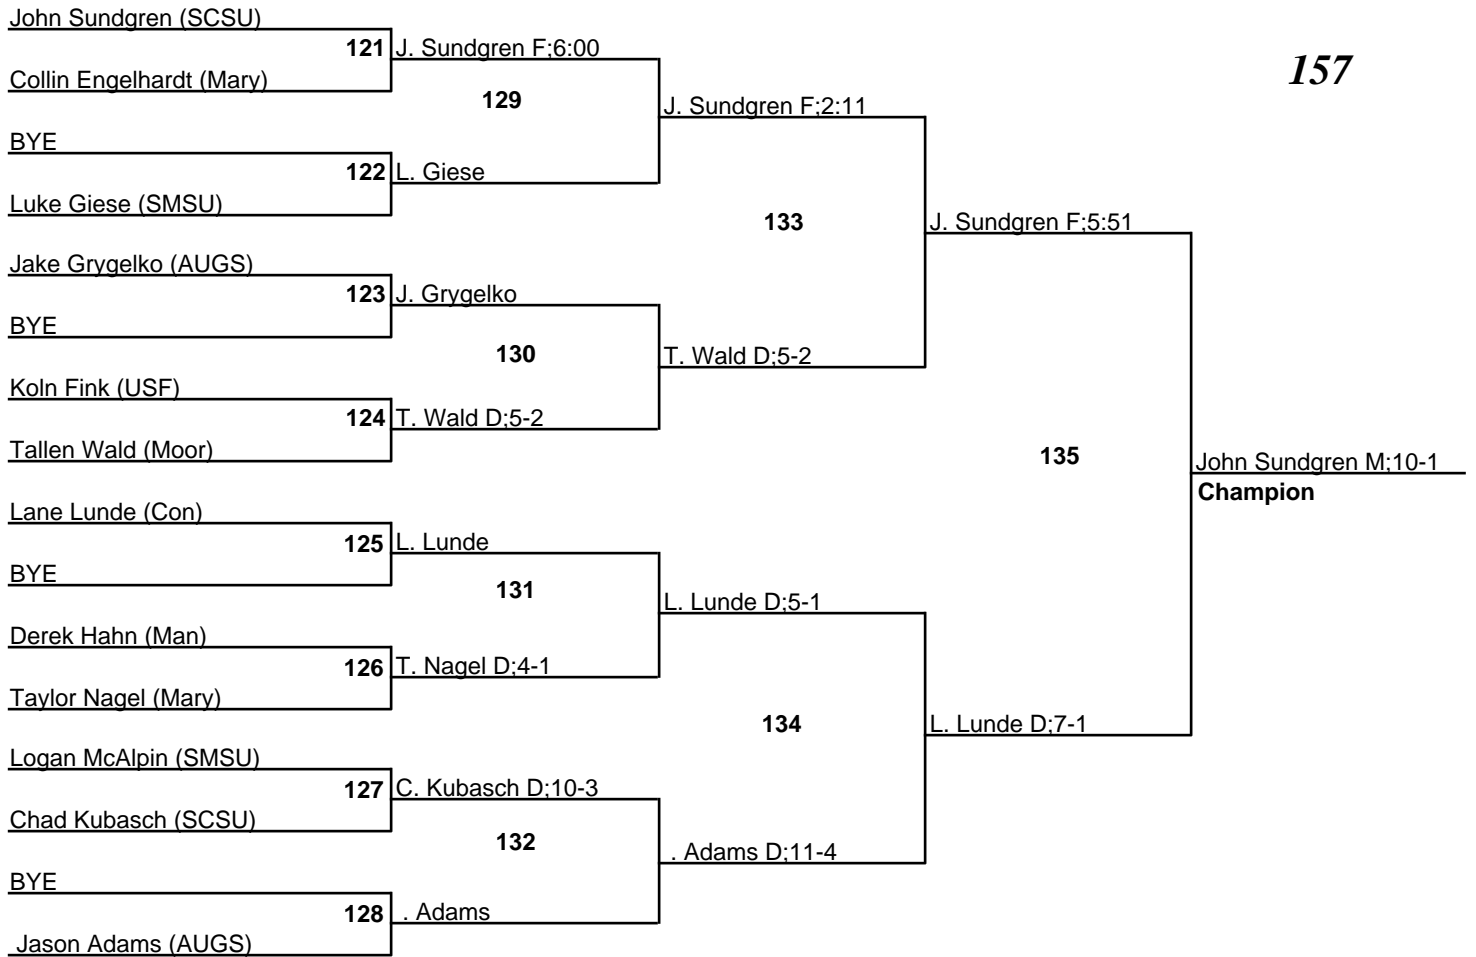 John Sundgren (SCSU)
121 J. Sundgren F;6:00
157
Collin Engelhardt (Mary)
129
J. Sundgren F;2:11
BYE
122 L. Giese
Luke Giese (SMSU)
133
J. Sundgren F;5:51
Jake Grygelko (AUGS)
123 J. Grygelko
BYE
130
T. Wald D;5-2
Koln Fink (USF)
124 T. Wald D;5-2
Tallen Wald (Moor)
135
John Sundgren M;10-1
Champion
Lane Lunde (Con)
125 L. Lunde
BYE
131
L. Lunde D;5-1
Derek Hahn (Man)
126 T. Nagel D;4-1
Taylor Nagel (Mary)
134
L. Lunde D;7-1
Logan McAlpin (SMSU)
127 C. Kubasch D;10-3
Chad Kubasch (SCSU)
132
. Adams D;11-4
BYE
128 . Adams
Jason Adams (AUGS)